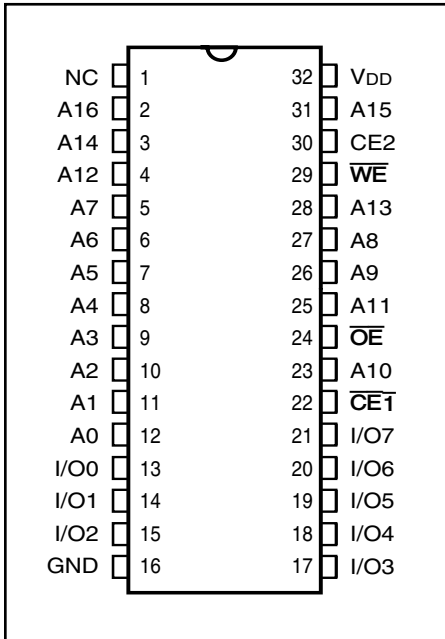 NC 1 32 VDD
A16 2 31 A15
A14 3 30 CE2
A12 4 29 W̅E̅
A7 5 28 A13
A6 6 27 A8
A5 7 26 A9
A4 8 25 A11
A3 9 24 O̅E̅
A2 10 23 A10
A1 11 22 C̅E̅1̅
A0 12 21 I/O7
I/O0 13 20 I/O6
I/O1 14 19 I/O5
I/O2 15 18 I/O4
GND 16 17 I/O3